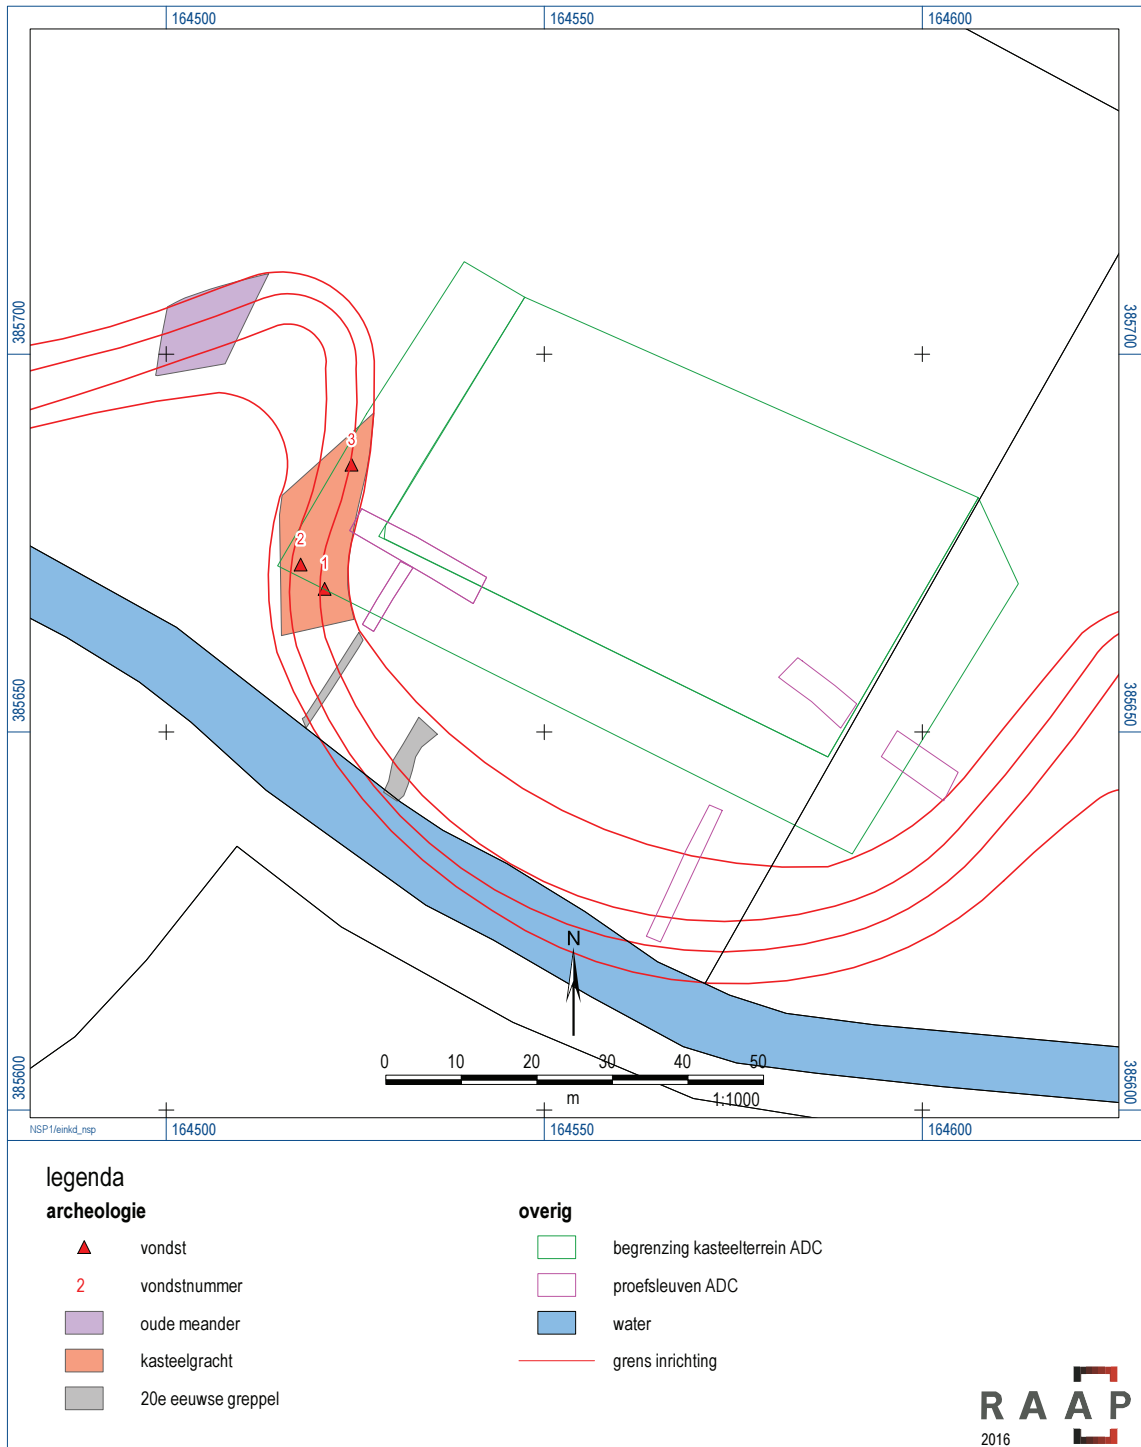 164500 164550 164600
385700 385700
3
2
1
385650 385650
N
0 10 20 30 40 50
m 1:1000
385600 385600
NSP1/einkd_nsp
164500 164550 164600
legenda
archeologie
vondst
2 vondstnummer
oude meander
kasteelgracht
20e eeuwse greppel
overig
begrenzing kasteelterrein ADC
proefsleuven ADC
water
grens inrichting
RAAP
2016